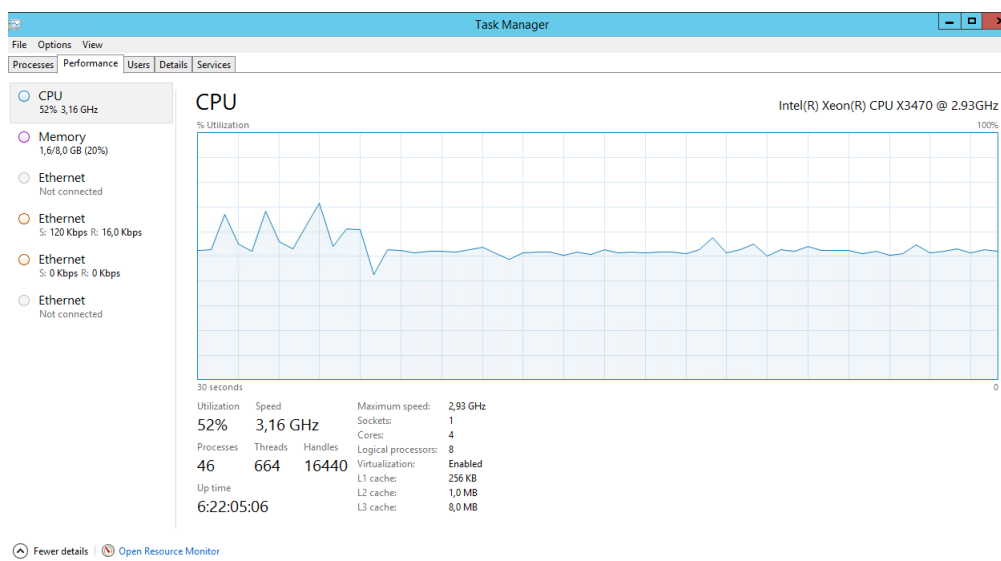 Task Manager
File Options View
Processes Performance Users Details Services
CPU
52% 3,16 GHz
Memory
1,6/8,0 GB (20%)
Ethernet
Not connected
Ethernet
S: 120 Kbps R: 16,0 Kbps
Ethernet
S: 0 Kbps R: 0 Kbps
Ethernet
Not connected
CPU Intel(R) Xeon(R) CPU X3470 @ 2.93GHz
% Utilization 100%
30 seconds 0
Utilization Speed
52% 3,16 GHz
Processes Threads Handles
46 664 16440
Up time
6:22:05:06
Maximum speed: 2,93 GHz
Sockets: 1
Cores: 4
Logical processors: 8
Virtualization: Enabled
L1 cache: 256 KB
L2 cache: 1,0 MB
L3 cache: 8,0 MB
Fewer details Open Resource Monitor